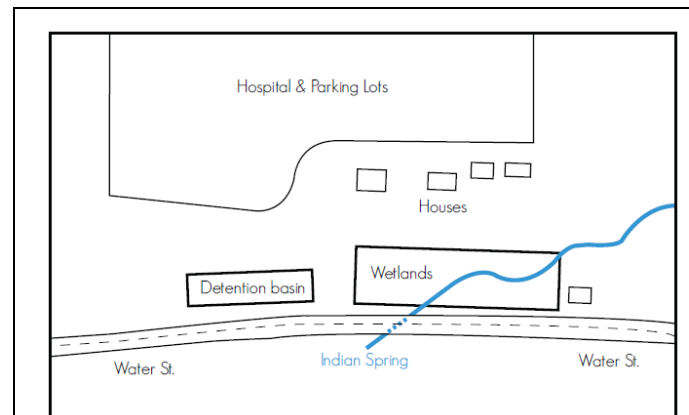 Hospital & Parking Lots
Houses
Wetlands
Detention basin
Indian Spring
Water St.
Water St.